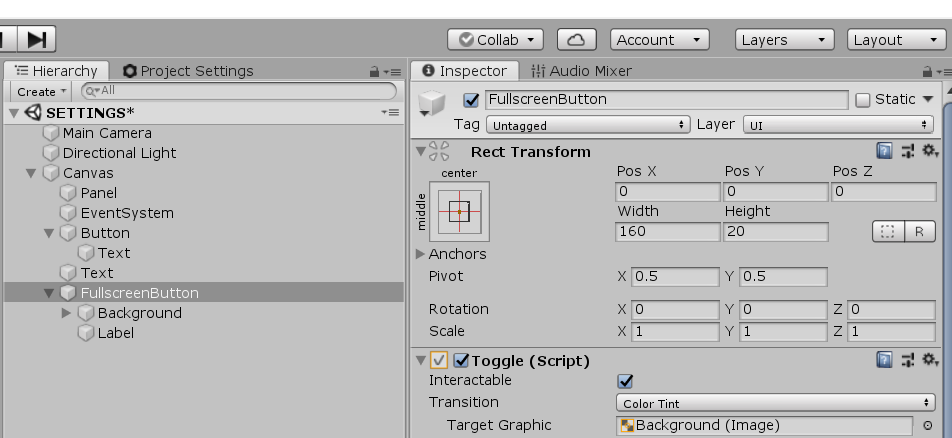 Collab Account Layers Layout
Hierarchy Project Settings
Create All
SETTINGS*
Main Camera
Directional Light
Canvas
Panel
EventSystem
Button
Text
Text
FullscreenButton
Background
Label
Inspector Audio Mixer
FullscreenButton Static
Tag Untagged Layer UI
Rect Transform
center Pos X Pos Y Pos Z
middle 0 0 0
Width Height
160 20 R
Anchors
Pivot X 0.5 Y 0.5
Rotation X 0 Y 0 Z 0
Scale X 1 Y 1 Z 1
Toggle (Script)
Interactable
Transition Color Tint
Target Graphic Background (Image)